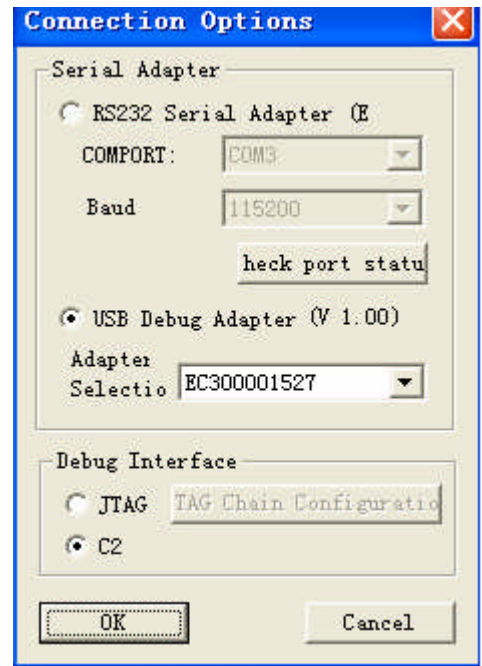 Connection Options
Serial Adapter
RS232 Serial Adapter (E
COMPORT: COM3
Baud 115200
heck port statu
USB Debug Adapter (V 1.00)
Adapter
Selectio EC300001527
Debug Interface
JTAG TAG Chain Configuratio
C2
OK Cancel